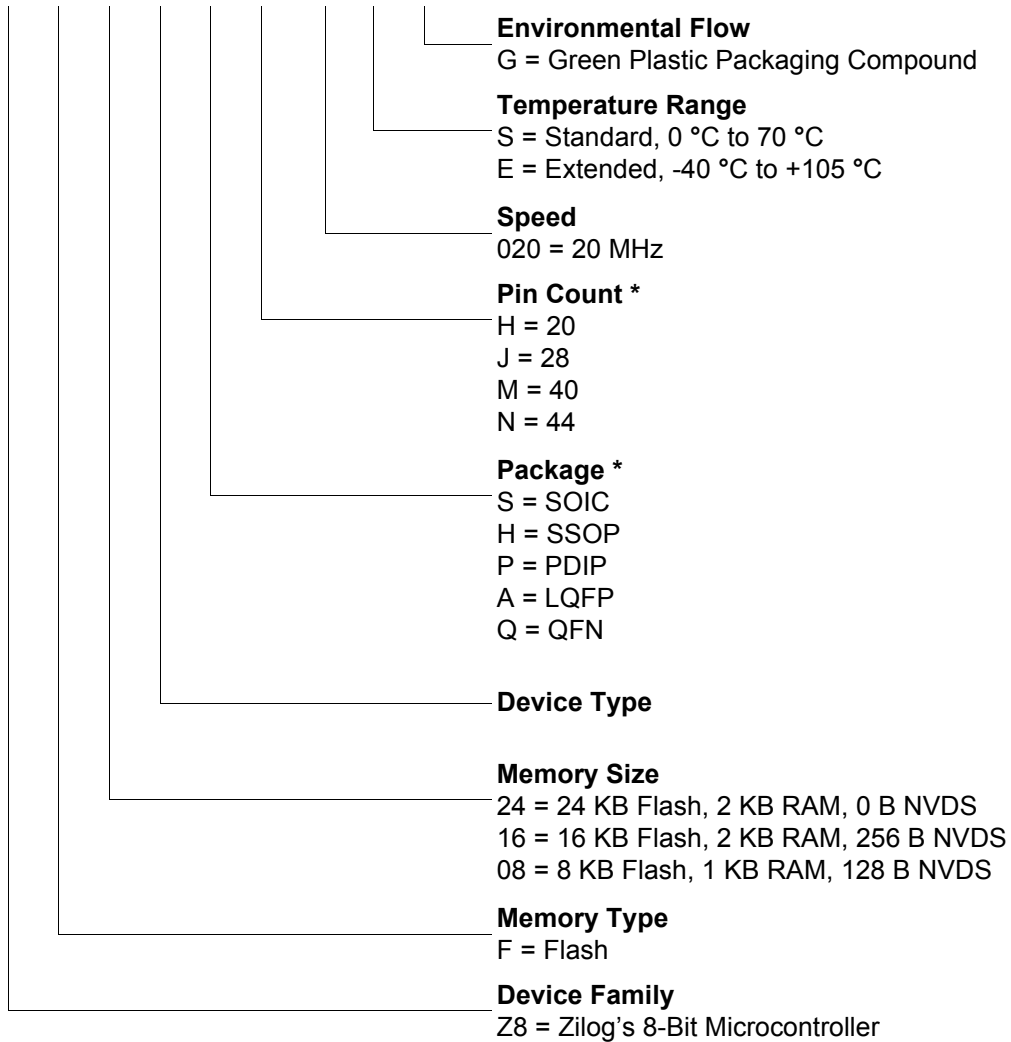 Environmental Flow
G = Green Plastic Packaging Compound
Temperature Range
S = Standard, 0 °C to 70 °C
E = Extended, -40 °C to +105 °C
Speed
020 = 20 MHz
Pin Count *
H = 20
J = 28
M = 40
N = 44
Package *
S = SOIC
H = SSOP
P = PDIP
A = LQFP
Q = QFN
Device Type
Memory Size
24 = 24 KB Flash, 2 KB RAM, 0 B NVDS
16 = 16 KB Flash, 2 KB RAM, 256 B NVDS
08 = 8 KB Flash, 1 KB RAM, 128 B NVDS
Memory Type
F = Flash
Device Family
Z8 = Zilog's 8-Bit Microcontroller